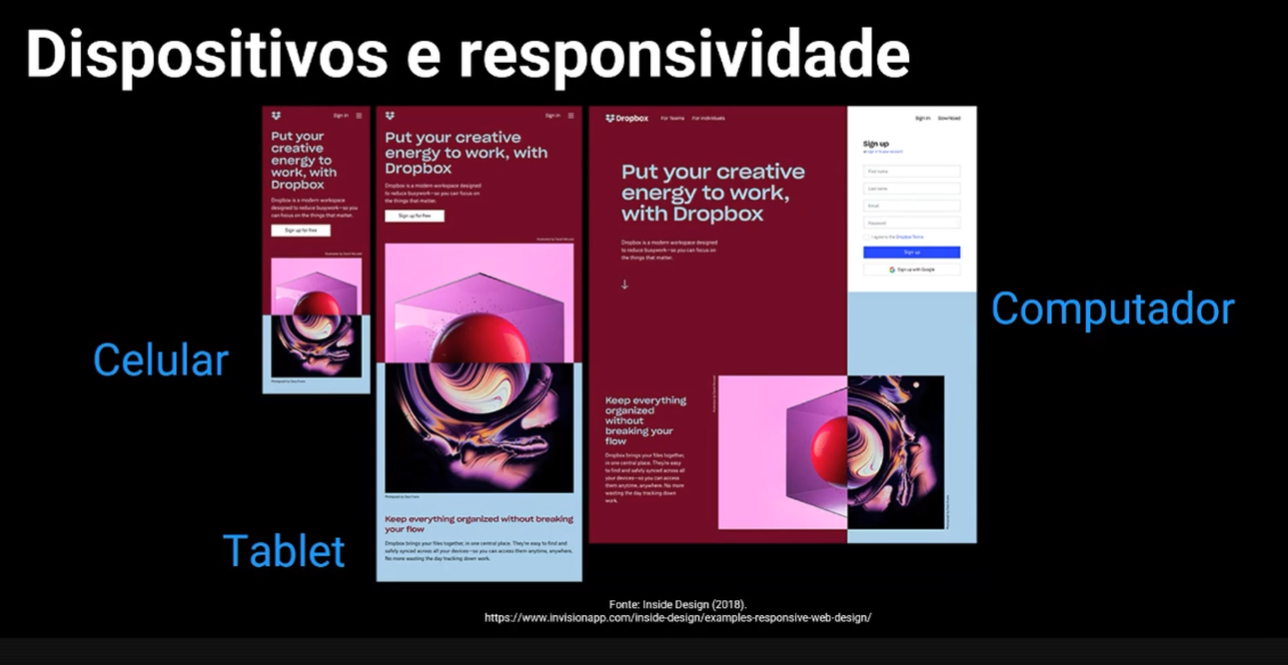 Dispositivos e responsividade
Sign in
Put your
creative
energy to
work, with
Dropbox
Dropbox is a modern workspace
designed to reduce busywork—so you
can focus on the things that matter.
Sign up for free
Celular
Sign in
Put your creative
energy to work, with
Dropbox
Dropbox is a modern workspace designed
to reduce busywork—so you can focus on
the things that matter.
Sign up for free
Keep everything organized without breaking
your flow
Dropbox brings your files together, in one central place. They're easy to find and
safely synced across all your devices—so you can access them anytime, anywhere.
No more wasting the day tracking down work.
Tablet
Dropbox For Teams For Individuals
Put your creative
energy to work,
with Dropbox
Dropbox is a modern workspace designed
to reduce busywork—so you can focus on
the things that matter.
Keep everything
organized
without
breaking your
flow
Dropbox brings your files together,
in one central place. They're easy
to find and safely synced across all
your devices—so you can access
them anytime, anywhere. No more
wasting the day tracking down
work.
Sign in Download
Sign up
First name
Last name
Email
Password
I agree to the Dropbox Terms
Sign up
Sign up with Google
Computador
Fonte: Inside Design (2018).
https://www.invisionapp.com/inside-design/examples-responsive-web-design/